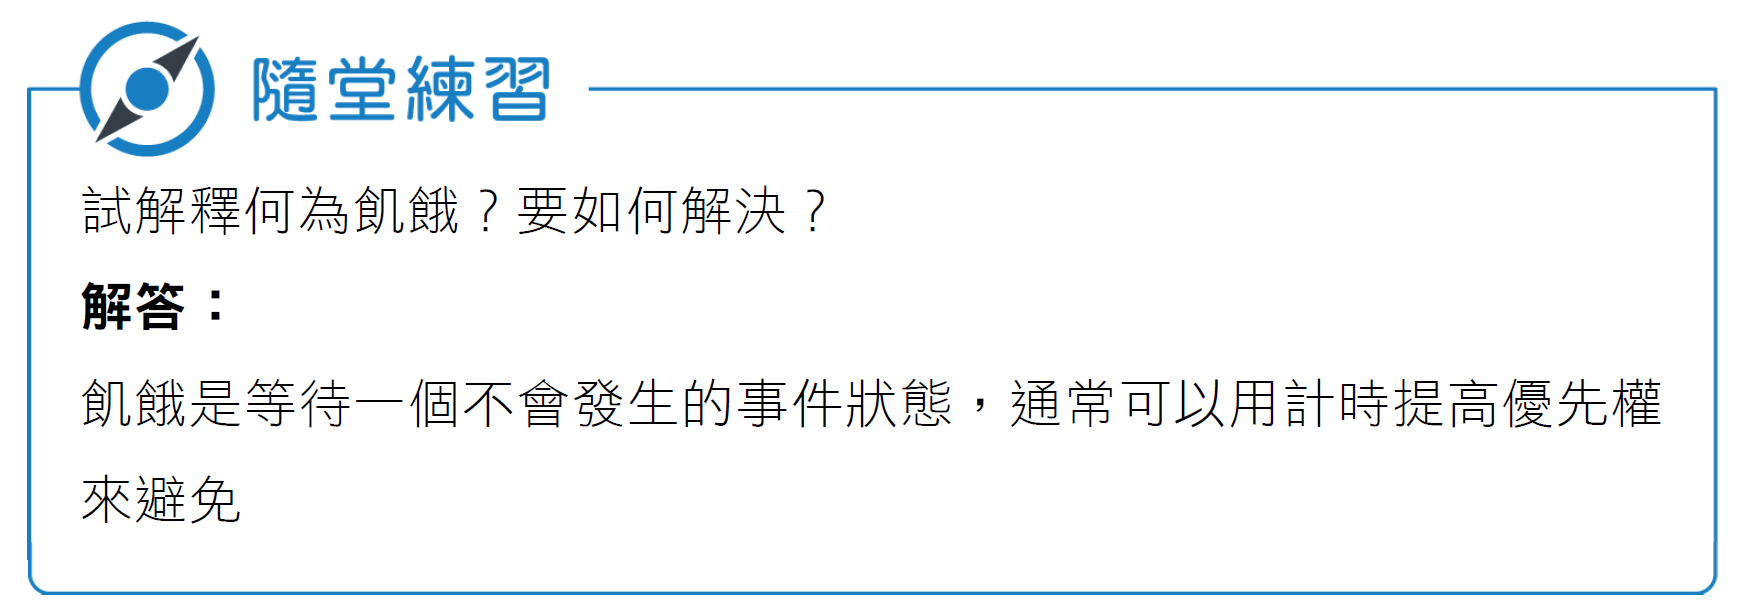 隨堂練習
試解釋何為飢餓？要如何解決？
解答：
飢餓是等待一個不會發生的事件狀態，通常可以用計時提高優先權
來避免